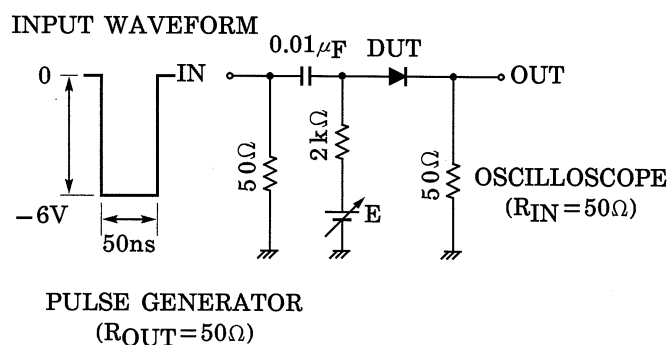 INPUT WAVEFORM
0.01μF
DUT
0
IN
OUT
50Ω
2kΩ
50Ω
E
−6V
50ns
OSCILLOSCOPE
(RIN=50Ω)
PULSE GENERATOR
(ROUT=50Ω)